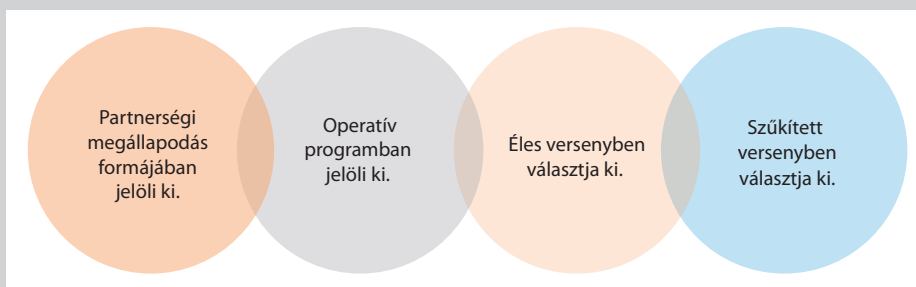 Partnerségi
megállapodás
formájában
jelöli ki.
Operatív
programban
jelöli ki.
Éles versenyben
választja ki.
Szűkített
versenyben
választja ki.